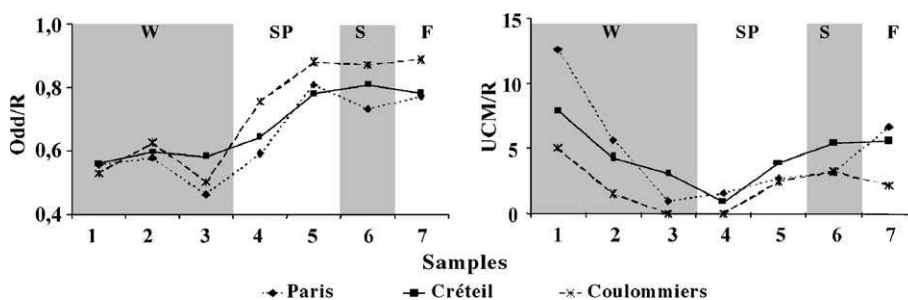 W SP S F
Odd/R
1,0
0,8
0,6
0,4
1 2 3 4 5 6 7
W SP S F
UCM/R
15
10
5
0
1 2 3 4 5 6 7
Samples
Paris Créteil Coulommiers